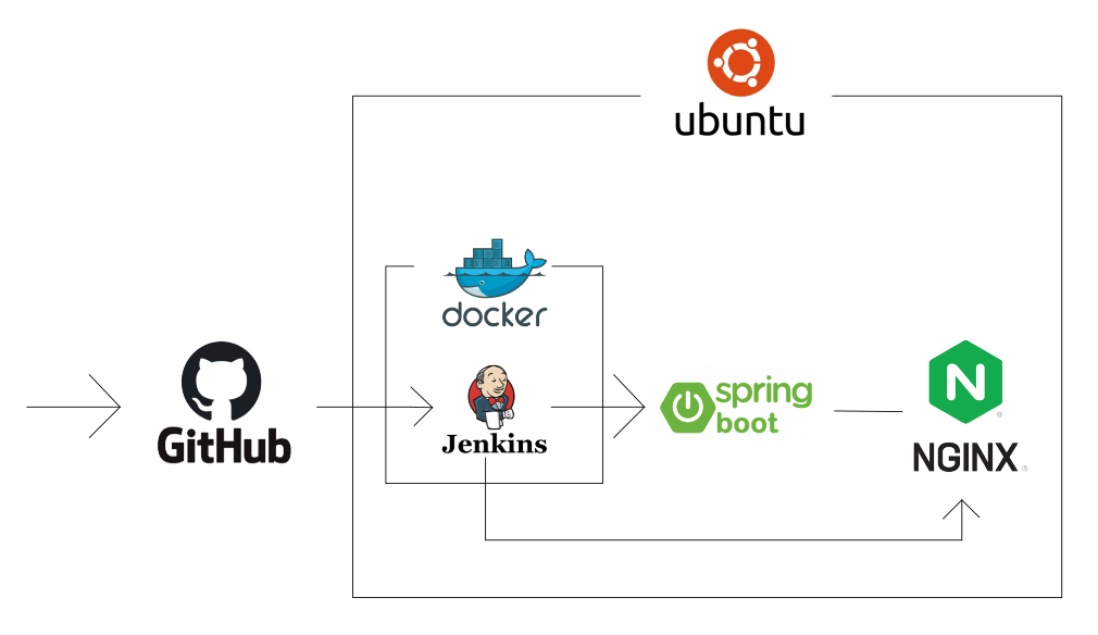 ubuntu
docker
GitHub
Jenkins
spring
boot
N
NGINX